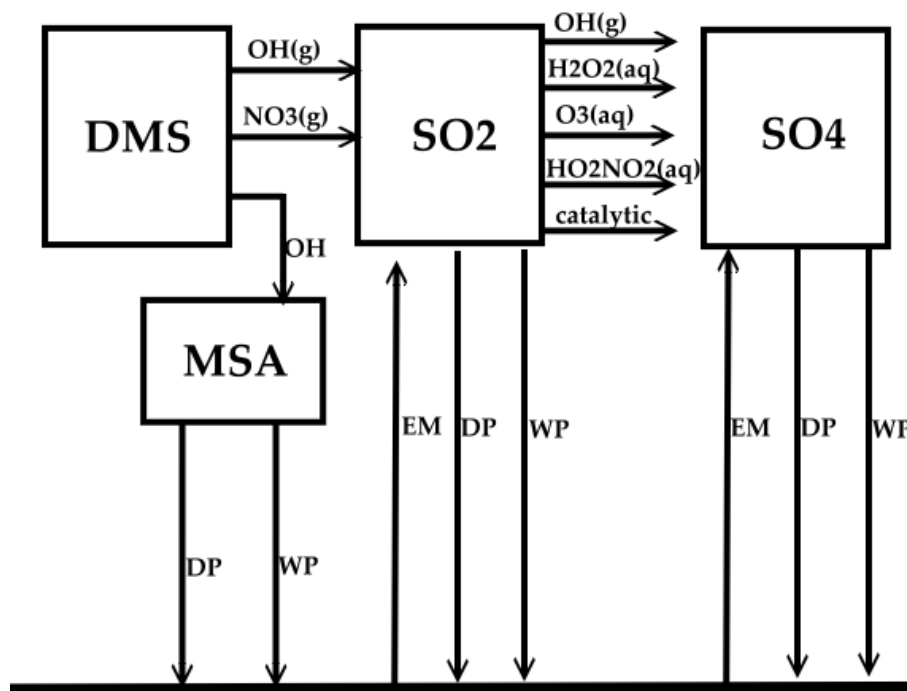 DMS
OH(g)
NO3(g)
OH
SO2
OH(g)
H2O2(aq)
O3(aq)
HO2NO2(aq)
catalytic
SO4
MSA
DP
WP
EM
DP
WP
EM
DP
WP